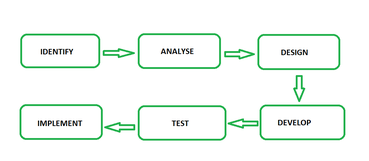 IDENTIFY
ANALYSE
DESIGN
DEVELOP
TEST
IMPLEMENT